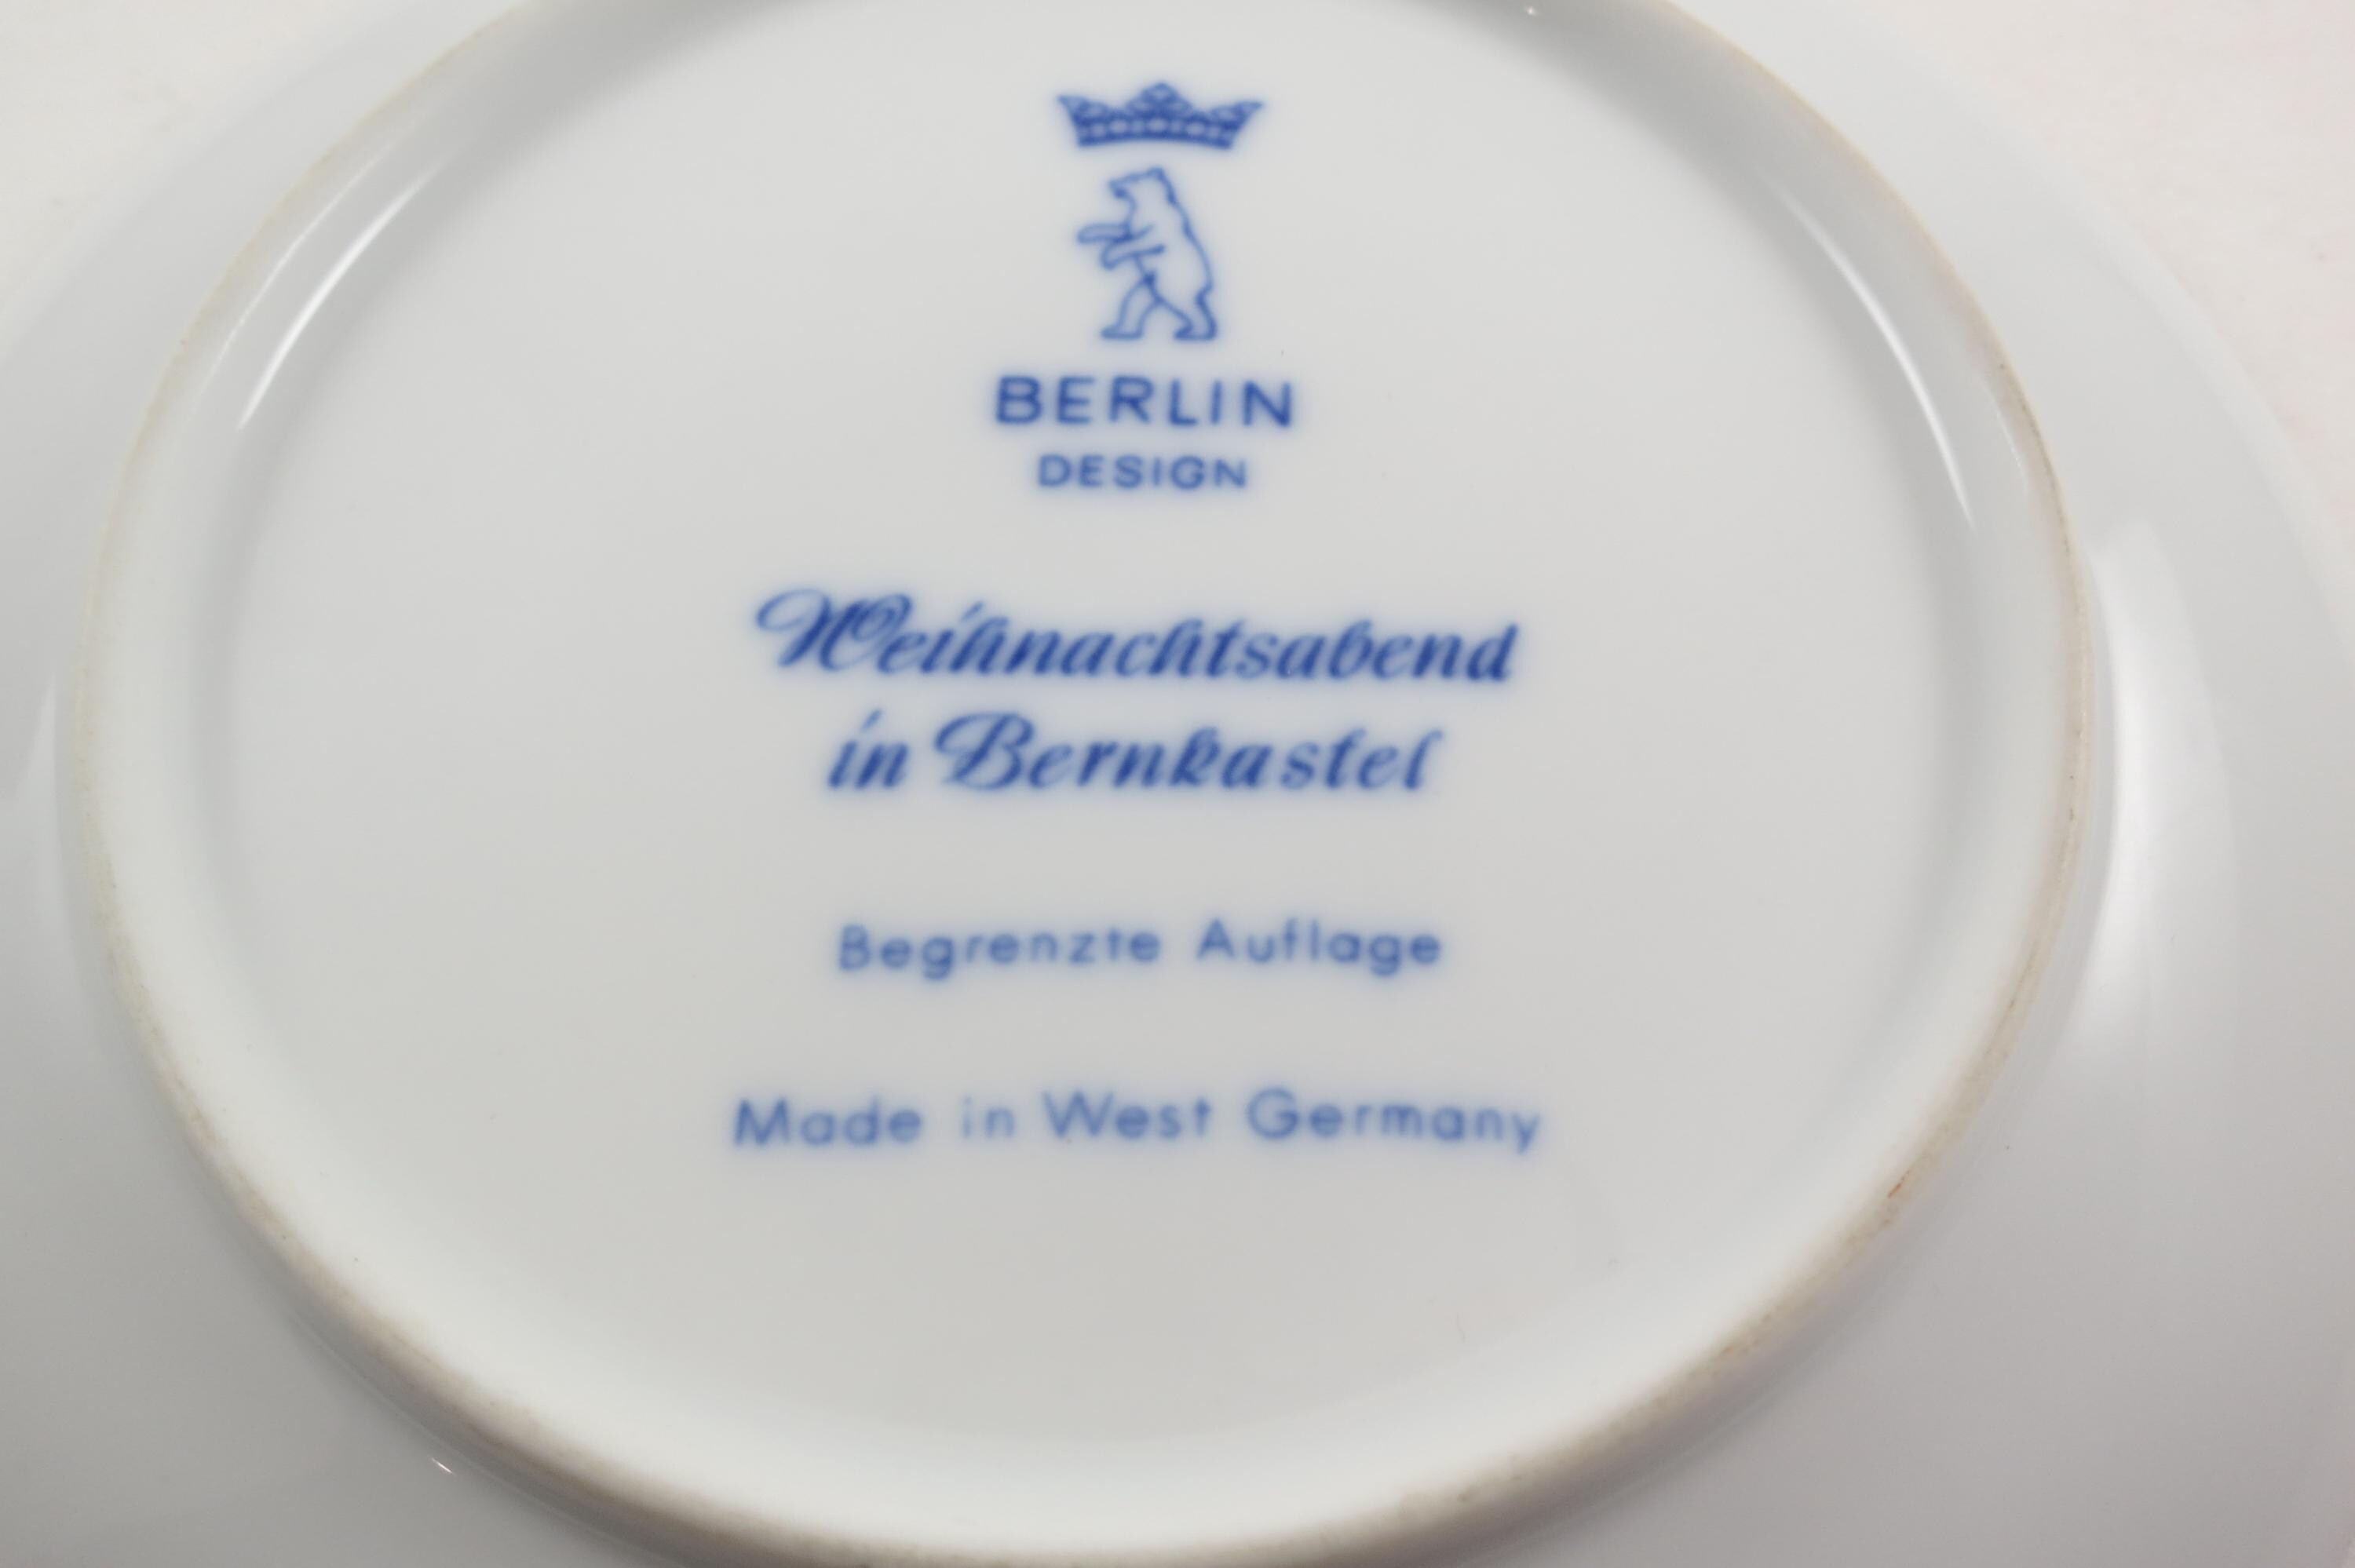 BERLIN
DESIGN
Weihnachtsabend
in Bernkastel
Begrenzte Auflage
Made in West Germany